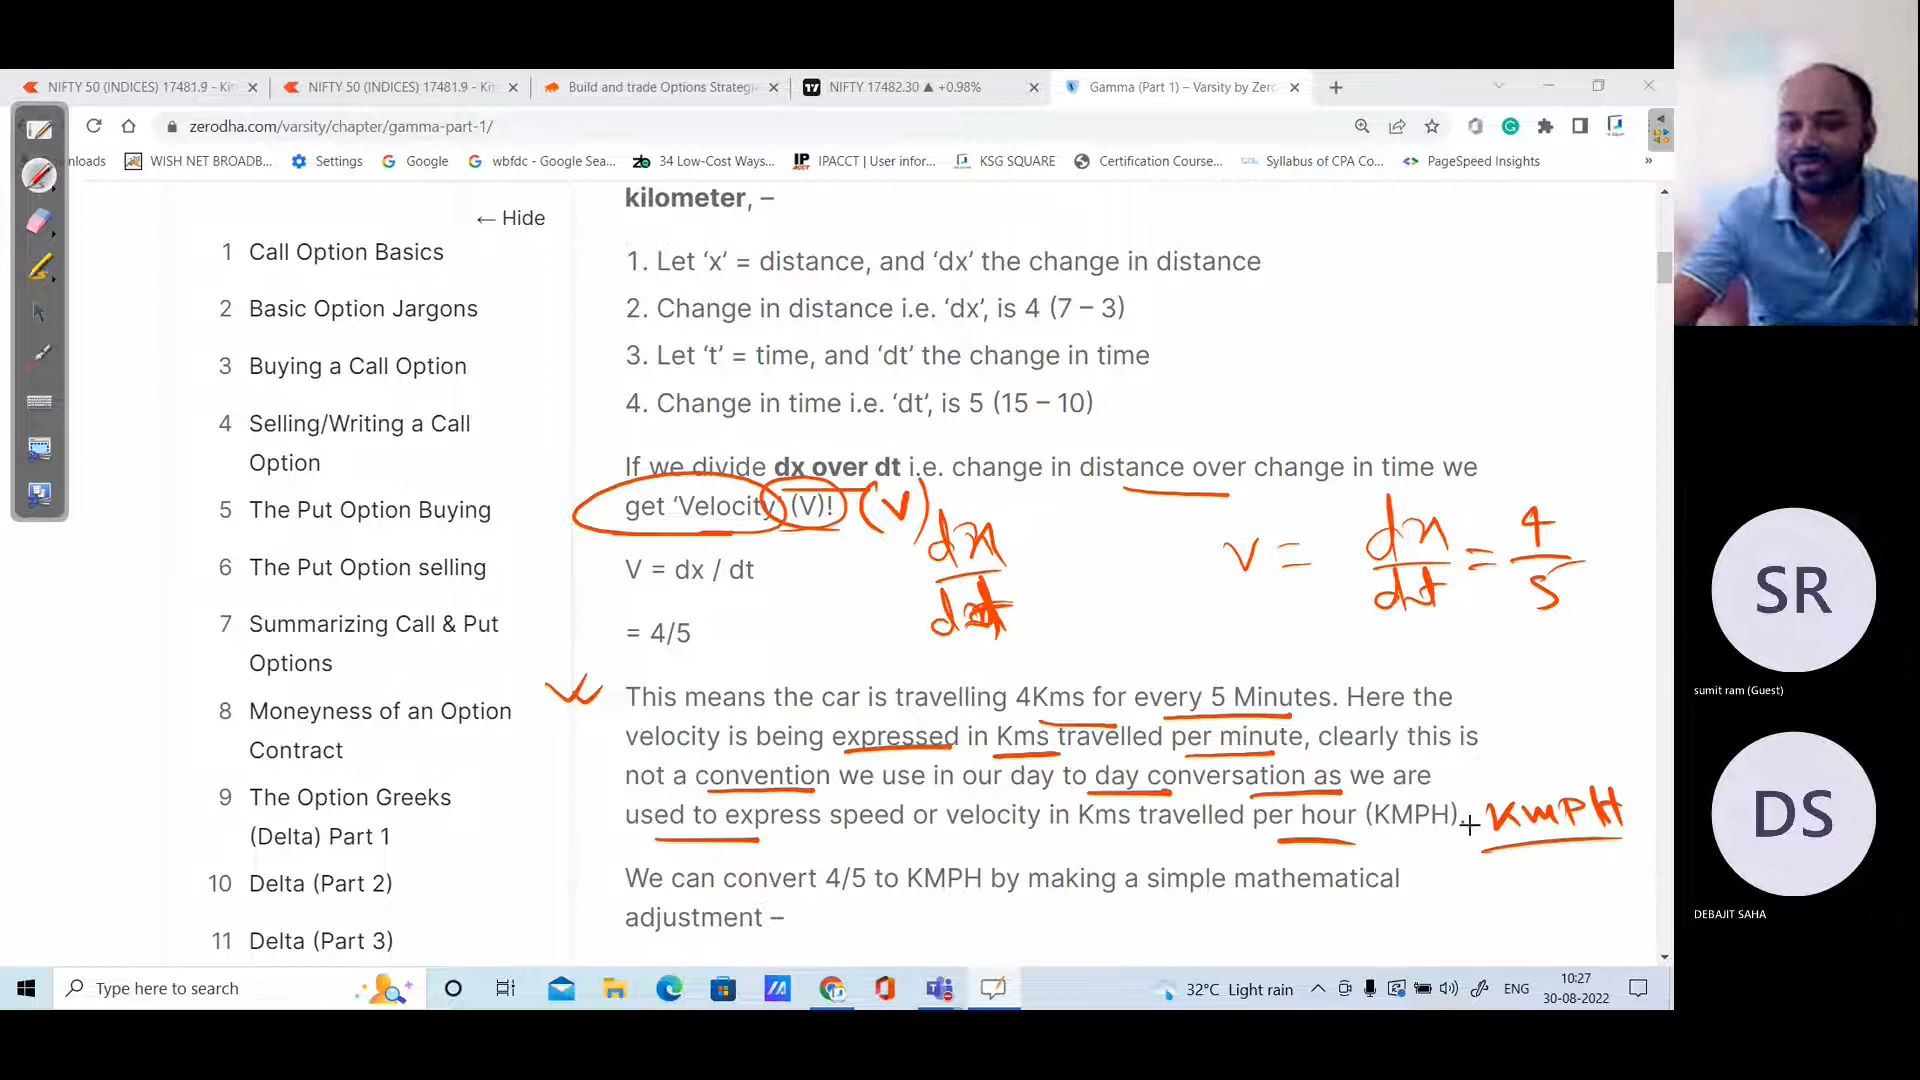 NIFTY 50 (INDICES) 17481.9 - Ki
NIFTY 50 (INDICES) 17481.9 - Kit
Build and trade Options Strategi
NIFTY 17482.30 ▲ +0.98%
Gamma (Part 1) – Varsity by Zero
zerodha.com/varsity/chapter/gamma-part-1/
WISH NET BROADB...
Settings
Google
wbfdc - Google Sea...
34 Low-Cost Ways...
IPACCT | User infor...
KSG SQUARE
Certification Course...
Syllabus of CPA Co...
PageSpeed Insights
»
← Hide
1 Call Option Basics
2 Basic Option Jargons
3 Buying a Call Option
4 Selling/Writing a Call
Option
5 The Put Option Buying
6 The Put Option selling
7 Summarizing Call & Put
Options
8 Moneyness of an Option
Contract
9 The Option Greeks
(Delta) Part 1
10 Delta (Part 2)
11 Delta (Part 3)
kilometer, –
1. Let ‘x’ = distance, and ‘dx’ the change in distance
2. Change in distance i.e. ‘dx’, is 4 (7 – 3)
3. Let ‘t’ = time, and ‘dt’ the change in time
4. Change in time i.e. ‘dt’, is 5 (15 – 10)
If we divide dx over dt i.e. change in distance over change in time we
get ‘Velocity’ (V)! (V)
dx
dt
V = dx/dt = 4/5
V = dx / dt
= 4/5
This means the car is travelling 4Kms for every 5 Minutes. Here the
velocity is being expressed in Kms travelled per minute, clearly this is
not a convention we use in our day to day conversation as we are
used to express speed or velocity in Kms travelled per hour (KMPH). KMPH
We can convert 4/5 to KMPH by making a simple mathematical
adjustment –
SR
sumit ram (Guest)
DS
DEBAJIT SAHA
Type here to search
32°C Light rain
ENG
10:27
30-08-2022